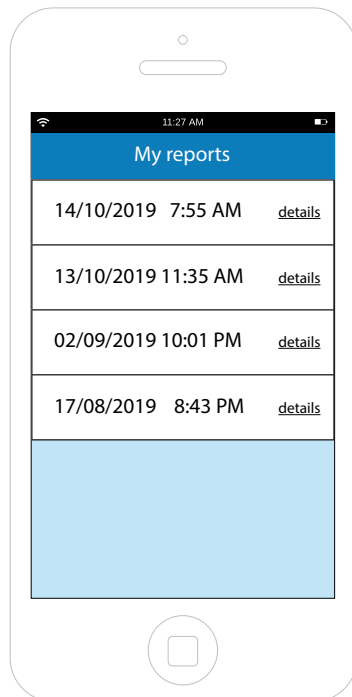 11:27 AM
My reports
14/10/2019 7:55 AM details
13/10/2019 11:35 AM details
02/09/2019 10:01 PM details
17/08/2019 8:43 PM details